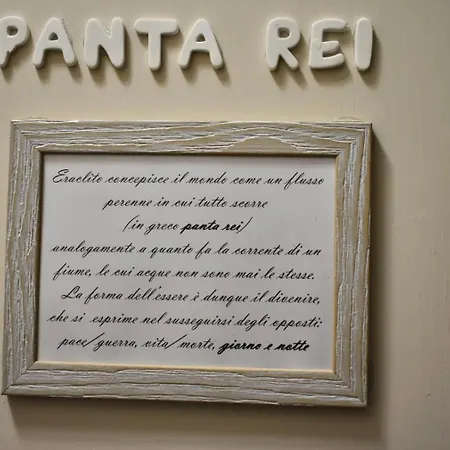 PANTA REI
Eraclito concepisce il mondo come un flusso
perenne in cui tutto scorre
(in greco panta rei)
analogamente a quanto fa la corrente di un
fiume, le cui acque non sono mai le stesse.
La forma dell'essere è dunque il divenire,
che si esprime nel susseguirsi degli opposti:
pace/guerra, vita/morte, giorno e notte